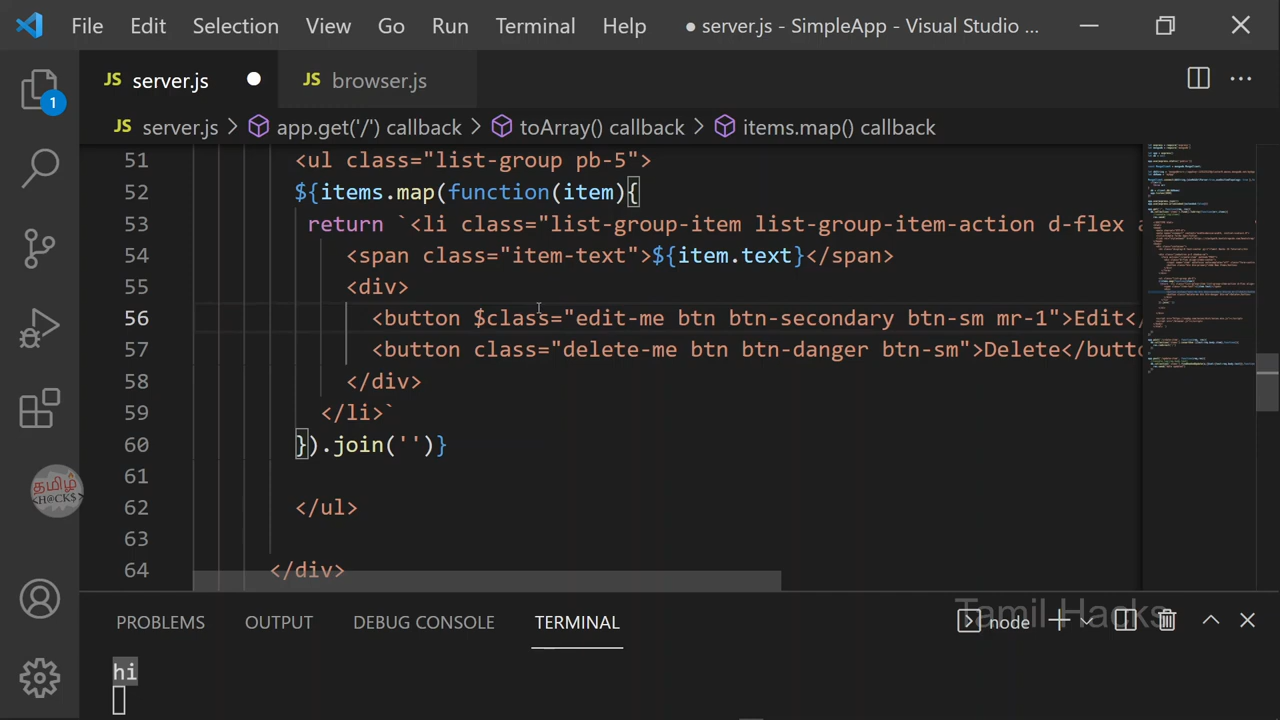 File Edit Selection View Go Run Terminal Help ● server.js - SimpleApp - Visual Studio ...
JS server.js ● JS browser.js
1
JS server.js > app.get('/') callback > toArray() callback > items.map() callback
51 <ul class="list-group pb-5">
52 ${items.map(function(item){
53 return `<li class="list-group-item list-group-item-action d-flex a
54 <span class="item-text">${item.text}</span>
55 <div>
56 <button $class="edit-me btn btn-secondary btn-sm mr-1">Edit</
57 <button class="delete-me btn btn-danger btn-sm">Delete</butto
58 </div>
59 </li>`
60 }).join('')}
61
62 </ul>
63
64 </div>
தமிழ்
<H@CK$>
PROBLEMS OUTPUT DEBUG CONSOLE TERMINAL node
Tamil Hacks
hi